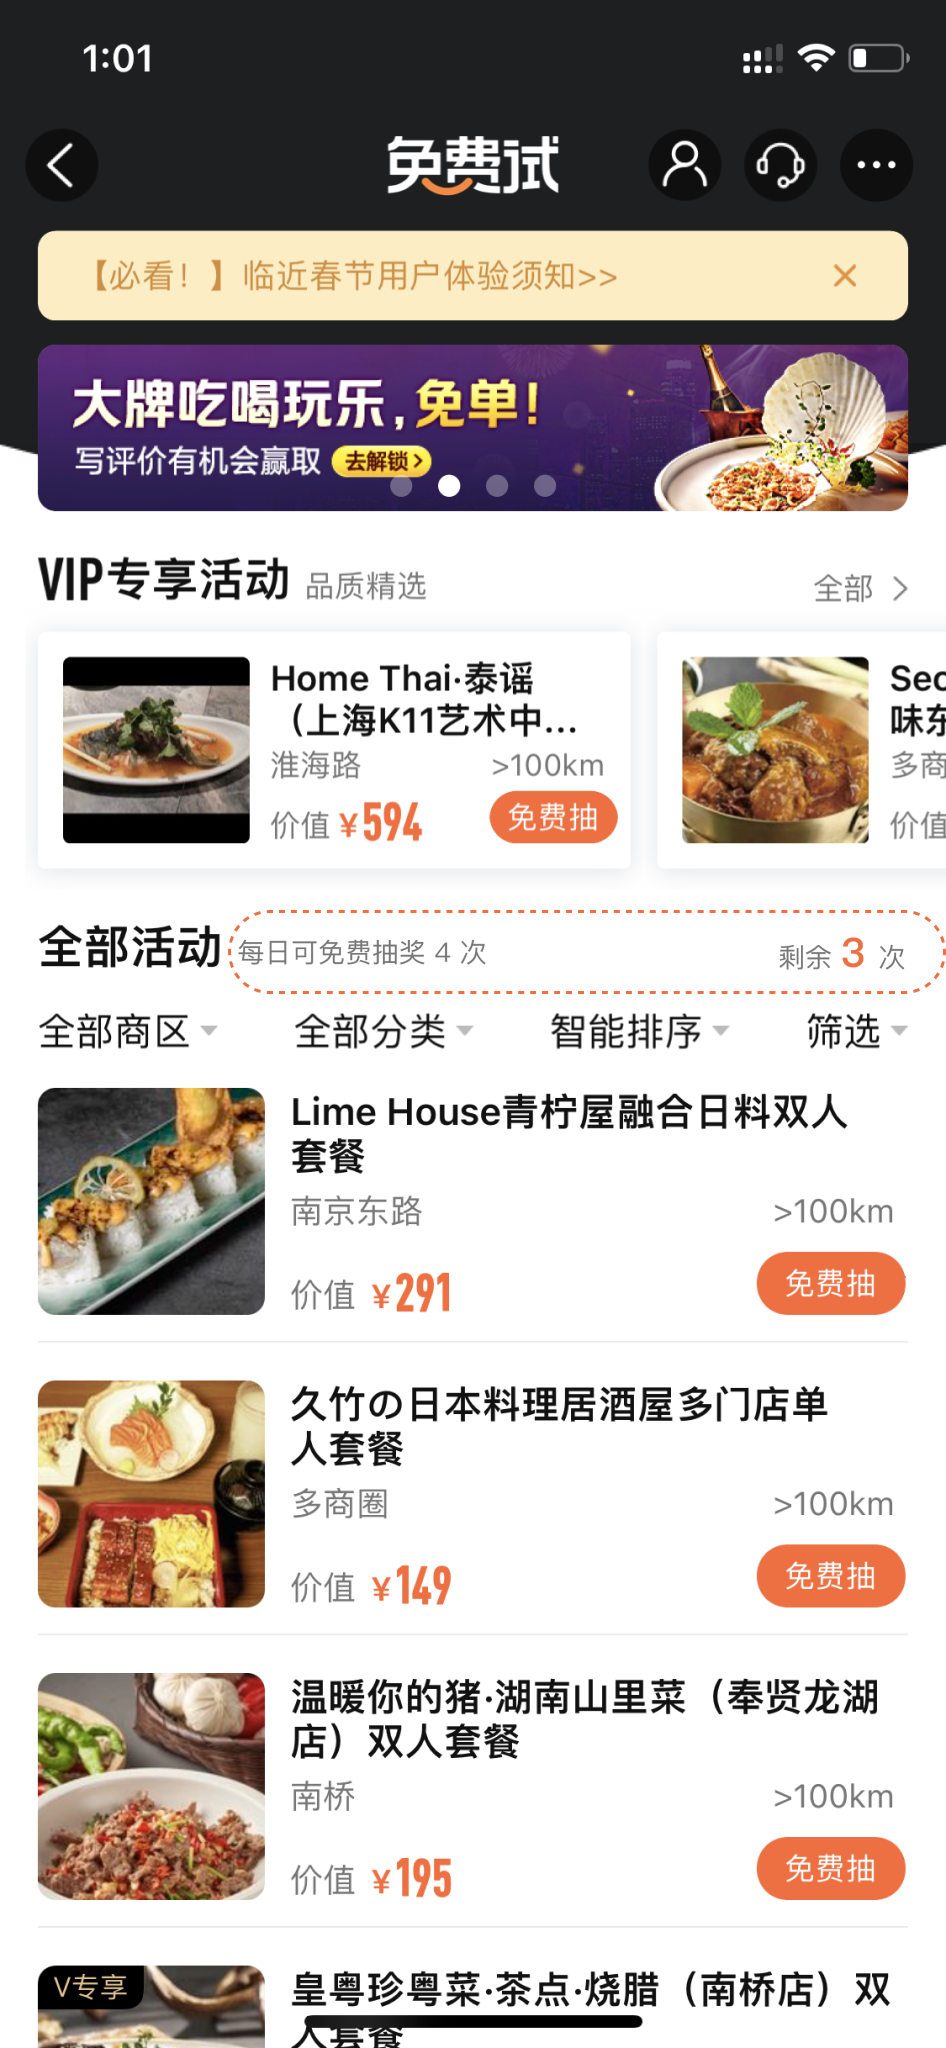 1:01
免费试
【必看！】临近春节用户体验须知>>
大牌吃喝玩乐,免单!
写评价有机会赢取 去解锁>
VIP专享活动 品质精选 全部
Home Thai·泰谣
（上海K11艺术中...
淮海路 >100km
价值 ¥594 免费抽
味
多商
价值
全部活动 每日可免费抽奖 4 次 剩余 3 次
全部商区 全部分类 智能排序 筛选
Lime House青柠屋融合日料双人
套餐
南京东路 >100km
价值 ¥291 免费抽
久竹の日本料理居酒屋多门店单
人套餐
多商圈 >100km
价值 ¥149 免费抽
温暖你的猪·湖南山里菜（奉贤龙湖
店）双人套餐
南桥 >100km
价值 ¥195 免费抽
V专享
皇粤珍粤菜·茶点·烧腊（南桥店）双
人套餐